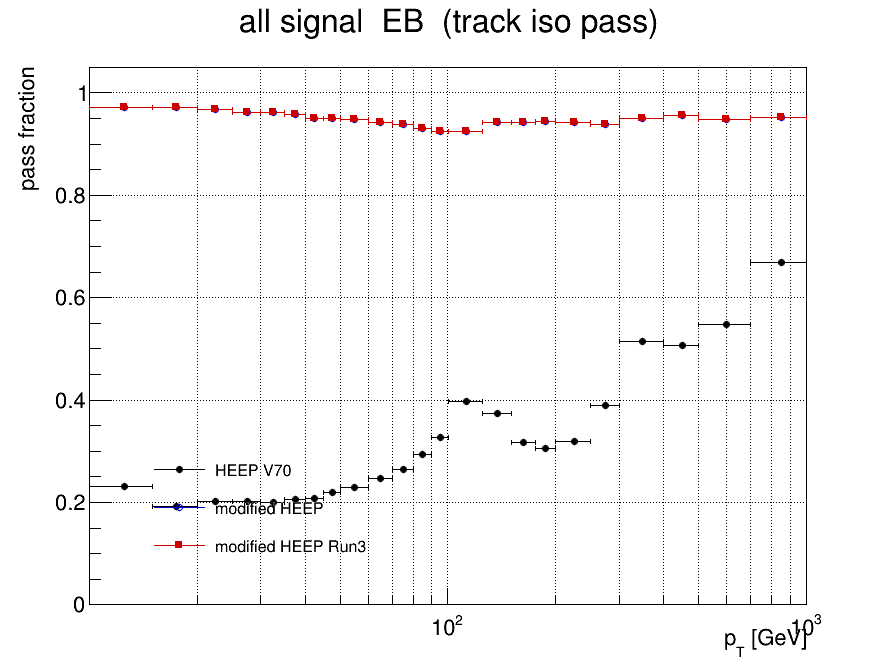 all signal EB (track iso pass)
pass fraction
1
0.8
0.6
0.4
0.2
0
HEEP V70
modified HEEP
modified HEEP Run3
10²
10³
p_T [GeV]